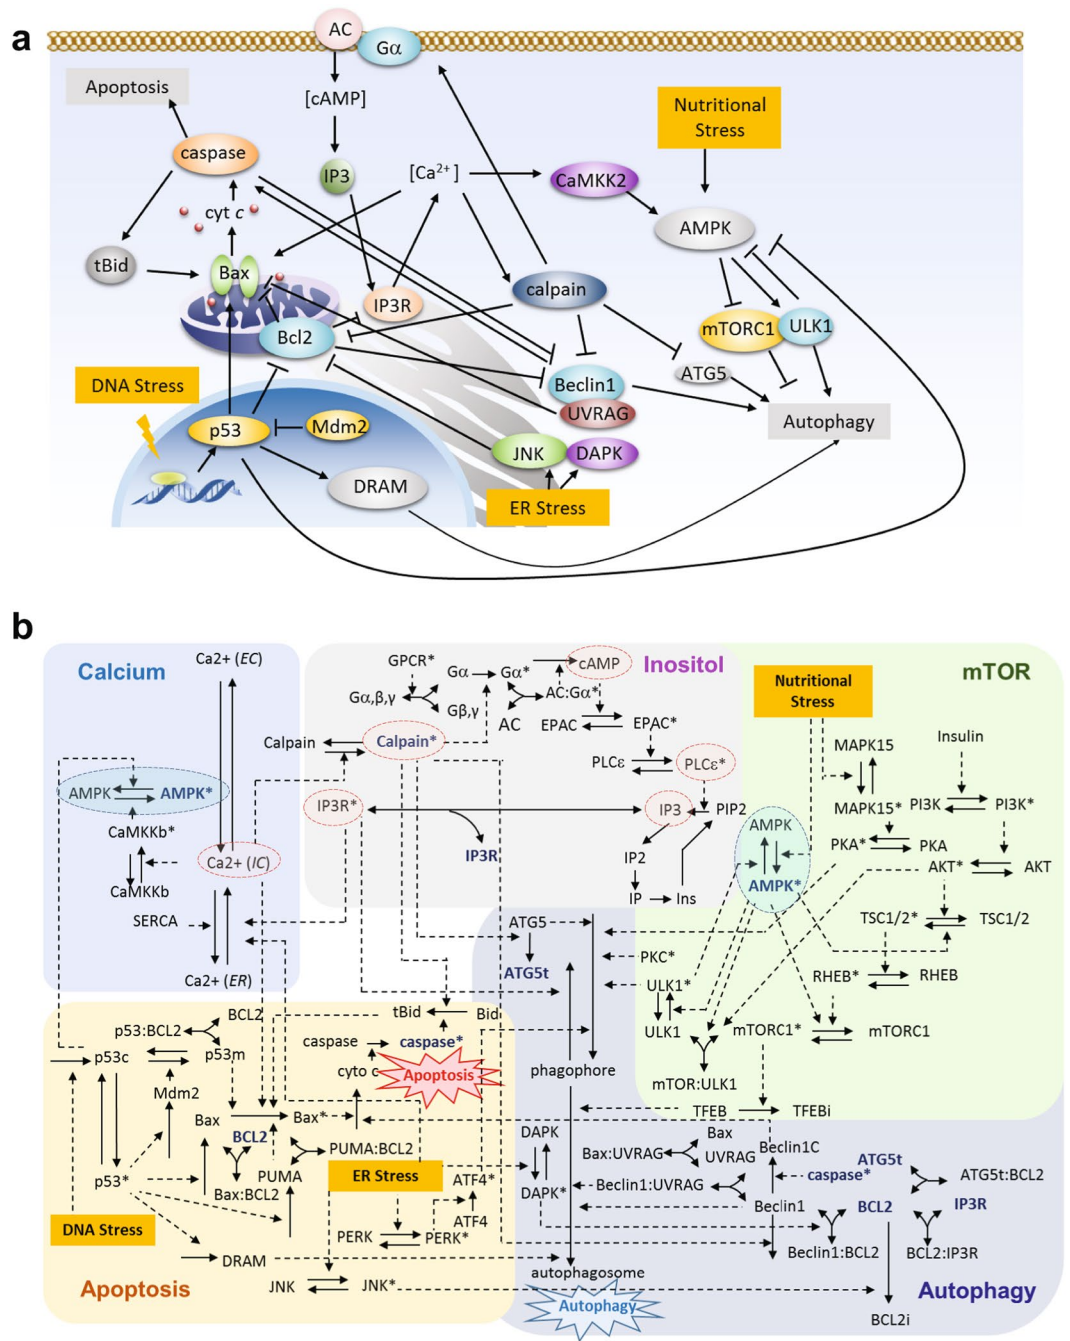 a
AC
Gα
Apoptosis
[cAMP]
Nutritional
Stress
caspase
IP3
[Ca2+]
CaMKK2
cyt c
AMPK
tBid
Bax
IP3R
calpain
Bcl2
mTORC1
ULK1
DNA Stress
ATG5
Beclin1
UVRAG
Autophagy
p53
Mdm2
JNK
DAPK
DRAM
ER Stress
b
Calcium
Ca2+ (EC)
AMPK
AMPK*
CaMKKb*
CaMKKb
Ca2+ (IC)
SERCA
Ca2+ (ER)
Inositol
GPCR*
Gα
Gα*
cAMP
Gα,β,γ
Gβ,γ
AC
AC:Gα*
EPAC
EPAC*
Calpain
Calpain*
PLCε
PLCε*
IP3R*
IP3
PIP2
IP3R
IP2
IP
Ins
mTOR
Nutritional
Stress
MAPK15
Insulin
MAPK15*
PI3K
PI3K*
AMPK
PKA*
PKA
AMPK*
AKT*
AKT
TSC1/2*
TSC1/2
RHEB*
RHEB
ULK1*
ULK1
mTORC1*
mTORC1
mTOR:ULK1
TFEB
TFEBi
ATG5
ATG5t
PKC*
tBid
Bid
BCL2
p53:BCL2
caspase
caspase*
p53c
p53m
cyto c
Apoptosis
phagophore
Mdm2
Bax
Bax*
BCL2
PUMA:BCL2
PUMA
Bax:BCL2
p53*
ER Stress
ATF4*
ATF4
DNA Stress
PERK
PERK*
DRAM
JNK
JNK*
Apoptosis
DAPK
DAPK*
Bax
Bax:UVRAG
UVRAG
Beclin1C
Beclin1:UVRAG
caspase*
ATG5t
ATG5t:BCL2
Beclin1
BCL2
IP3R
Beclin1:BCL2
BCL2:IP3R
autophagosome
Autophagy
Autophagy
BCL2i